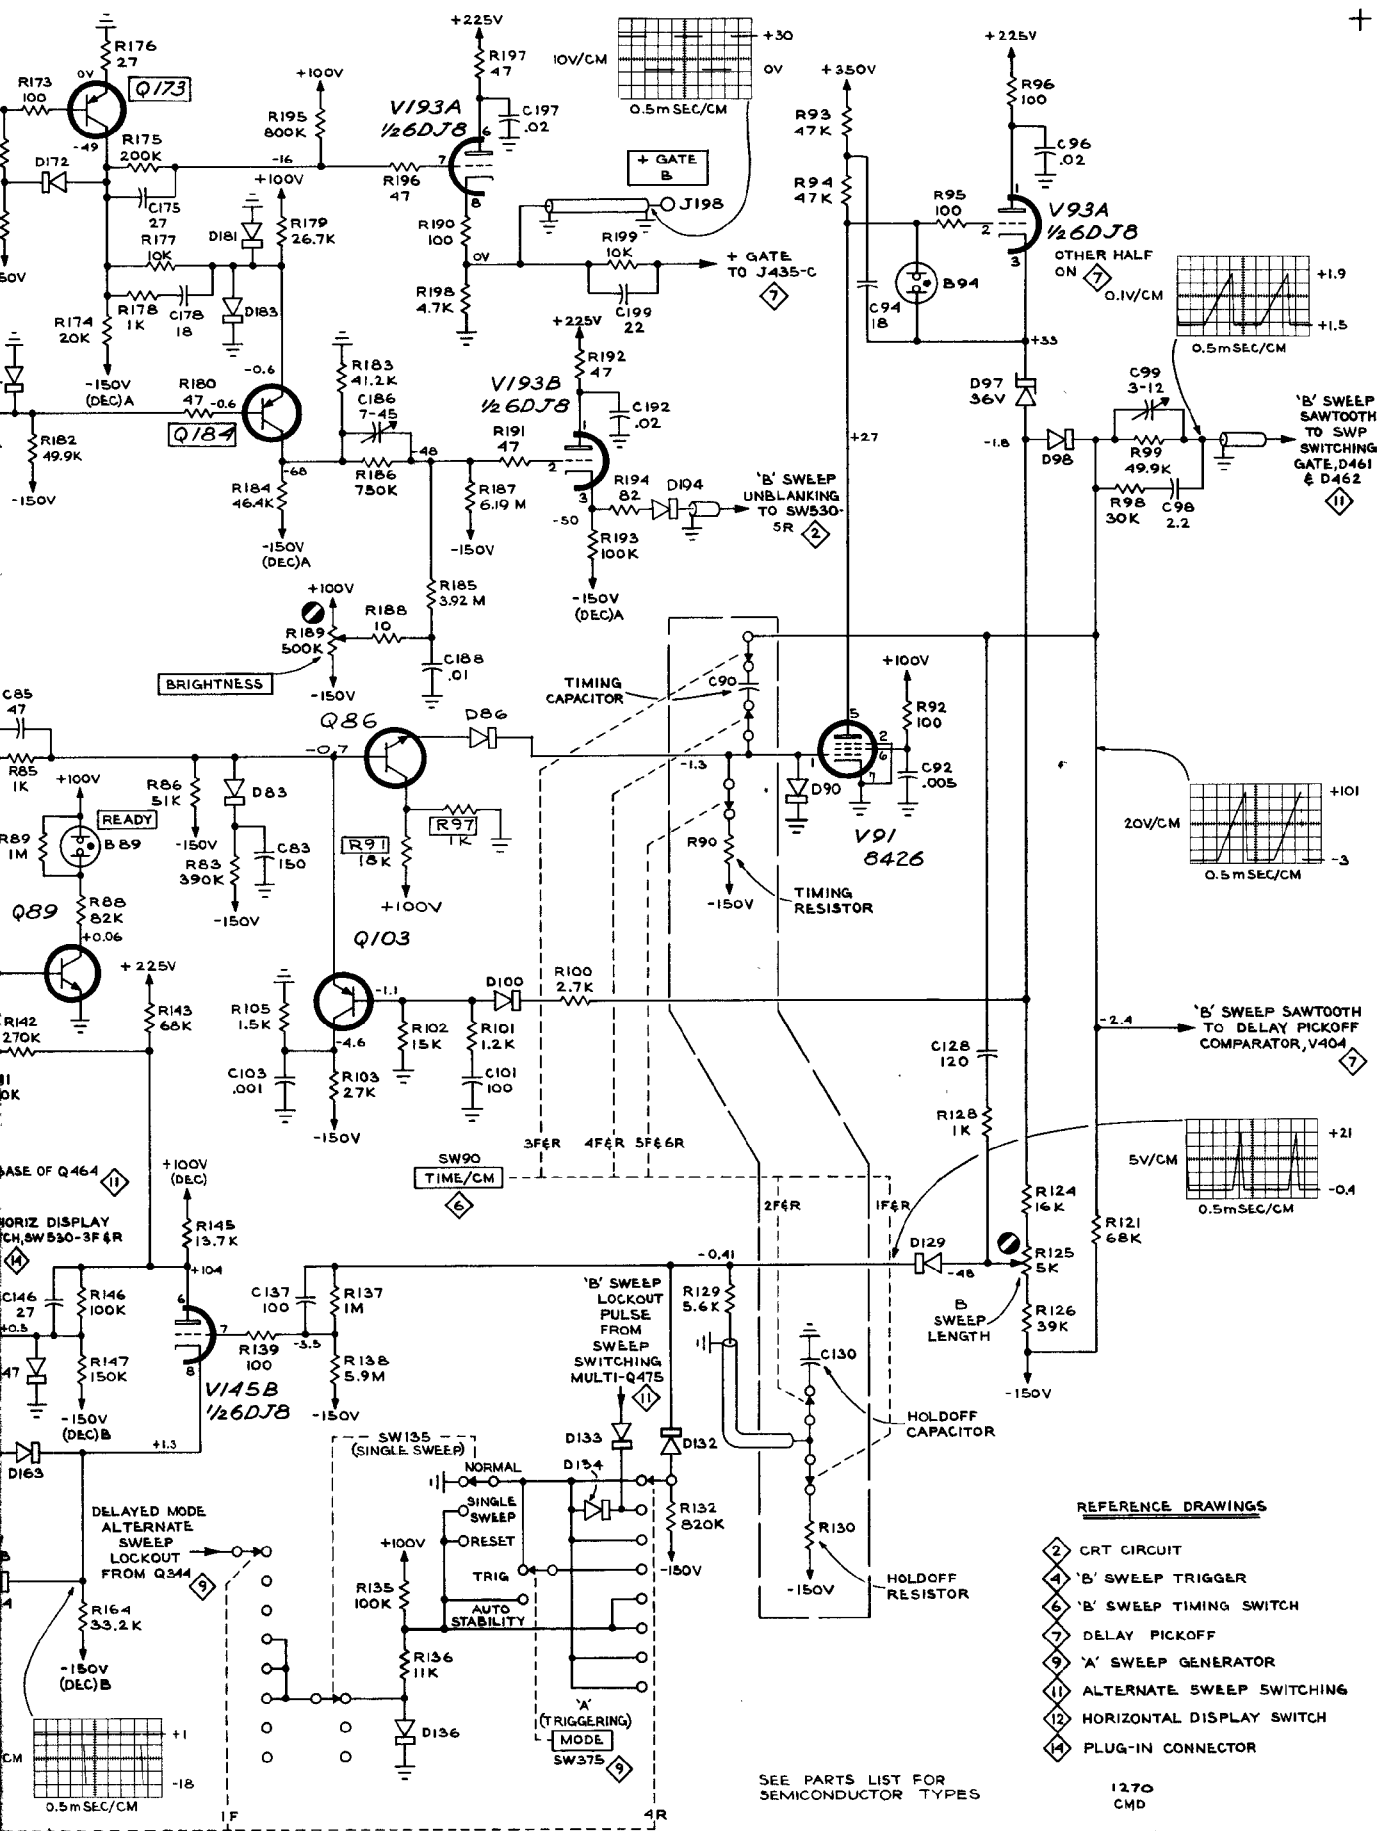 +225V
R176
27
R197
47
10V/CM
+30
0V
0.5mSEC/CM
+350V
+225V
0V
R173
100
Q173
+100V
V193A
1/2 6DJ8
C197
.02
R96
100
R195
800K
R93
47K
C96
.02
-49
R175
200K
6
7
8
D172
-16
+100V
R196
47
+ GATE
B
R94
47K
R95
100
1
2
3
V93A
1/2 6DJ8
OTHER HALF
ON 7
C175
27
R177
10K
D181
R179
26.7K
R190
100
J198
R199
10K
0V
+ GATE
TO J435-C
7
B94
0.1V/CM
+1.9
+1.5
0.5mSEC/CM
R178
1K
C178
18
D183
R198
4.7K
C199
22
C94
18
+33
R174
20K
+225V
-150V
(DEC)A
-0.6
R183
41.2K
R192
47
D97
36V
C99
3-12
R180
47
-0.6
Q184
C186
7-45
V193B
1/2 6DJ8
C192
.02
'B' SWEEP
SAWTOOTH
TO SWP
SWITCHING
GATE,D461
& D462
11
R182
49.9K
-150V
-68
R186
750K
-48
R191
47
1
2
3
+27
-1.8
D98
R99
49.9K
R184
46.4K
R187
6.19 M
R194
82
D194
'B' SWEEP
UNBLANKING
TO SW530-
5R 2
R98
30K
C98
2.2
-50
R193
100K
-150V
(DEC)A
-150V
-150V
(DEC)A
+100V
R185
3.92 M
R188
10
R189
500K
C188
.01
-150V
BRIGHTNESS
TIMING
CAPACITOR
C90
+100V
R92
100
C85
47
Q86
D86
5
2
6
7
1
C92
.005
-0.7
-1.3
R85
1K
+100V
R86
51K
D83
D90
V91
8426
+101
20V/CM
-3
0.5mSEC/CM
R89
1M
B89
READY
-150V
R83
390K
C83
150
R91
18K
R97
1K
R90
-150V
TIMING
RESISTOR
-150V
+100V
R88
82K
Q89
+0.06
Q103
+225V
R105
1.5K
-1.1
D100
R100
2.7K
R142
270K
R143
68K
R102
15K
R101
1.2K
-4.6
C103
.001
R103
27K
C101
100
-150V
C128
120
-2.4
'B' SWEEP SAWTOOTH
TO DELAY PICKOFF
COMPARATOR, V404
7
R128
1K
3F&R
4F&R
5F&6R
SW90
TIME/CM
6
5V/CM
+21
-0.4
0.5mSEC/CM
BASE OF Q464 11
+100V
(DEC)
HORIZ DISPLAY
SW530-3F&R
14
R145
13.7K
2F&R
1F&R
R124
16K
R121
68K
D129
-48
R125
5K
B
SWEEP
LENGTH
R126
39K
-150V
+104
-0.41
C146
27
R146
100K
C137
100
R137
1M
'B' SWEEP
LOCKOUT
PULSE
FROM
SWEEP
SWITCHING
MULTI-Q475
11
R129
5.6K
+0.5
6
7
8
R139
100
-3.5
C130
R147
150K
V145B
1/2 6DJ8
R138
5.9M
-150V
-150V
(DEC)B
HOLDOFF
CAPACITOR
D163
+1.3
SW135
(SINGLE SWEEP)
D133
D132
D134
NORMAL
SINGLE
SWEEP
RESET
R132
820K
-150V
DELAYED MODE
ALTERNATE
SWEEP
LOCKOUT
FROM Q344
9
+100V
TRIG
AUTO
STABILITY
R135
100K
R130
-150V
HOLDOFF
RESISTOR
R164
33.2K
-150V
(DEC)B
R136
11K
D136
'A'
(TRIGGERING)
MODE
SW375
9
+1
-18
0.5mSEC/CM
1F
4R
REFERENCE DRAWINGS
2 CRT CIRCUIT
4 'B' SWEEP TRIGGER
6 'B' SWEEP TIMING SWITCH
7 DELAY PICKOFF
9 'A' SWEEP GENERATOR
11 ALTERNATE SWEEP SWITCHING
12 HORIZONTAL DISPLAY SWITCH
14 PLUG-IN CONNECTOR
SEE PARTS LIST FOR
SEMICONDUCTOR TYPES
1270
CMD